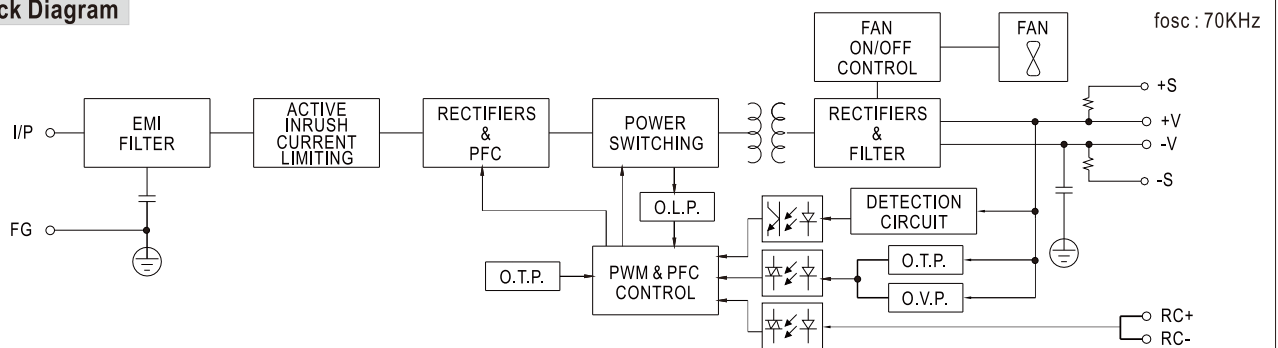 ck Diagram
fosc : 70KHz
FAN
ON/OFF
CONTROL
FAN
I/P
EMI
FILTER
ACTIVE
INRUSH
CURRENT
LIMITING
RECTIFIERS
&
PFC
POWER
SWITCHING
RECTIFIERS
&
FILTER
+S
+V
-V
-S
FG
O.L.P.
DETECTION
CIRCUIT
O.T.P.
PWM & PFC
CONTROL
O.T.P.
O.V.P.
RC+
RC-